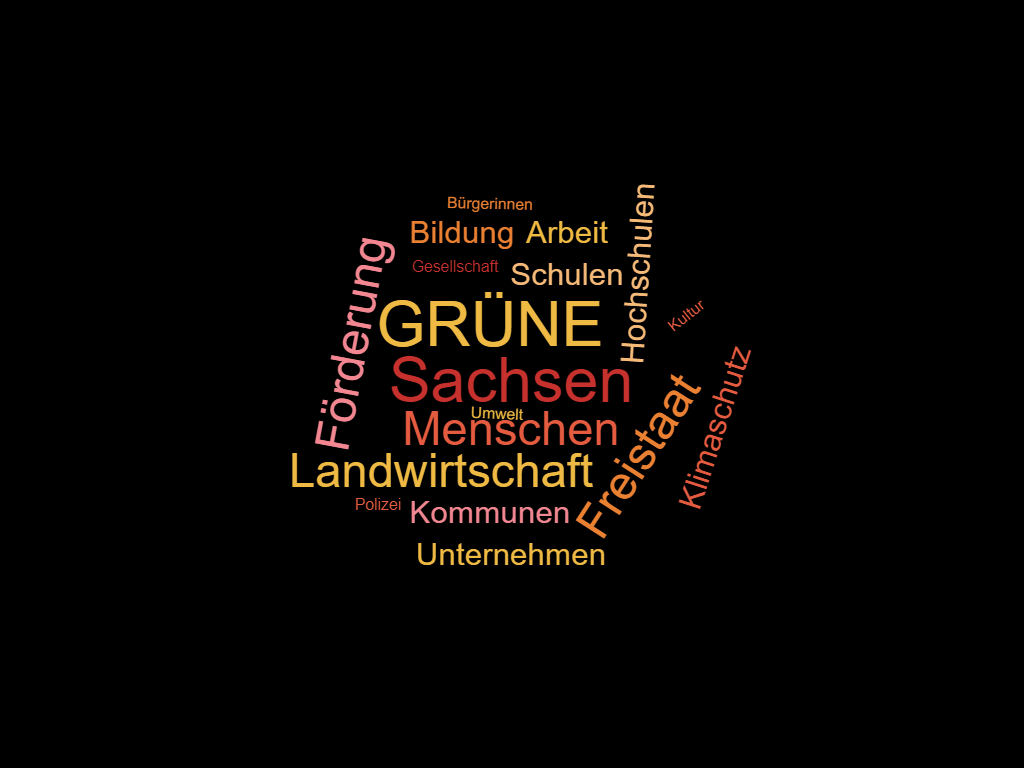 Bürgerinnen
Bildung
Arbeit
Hochschulen
Gesellschaft
Schulen
Förderung
GRÜNE
Kultur
Sachsen
Umwelt
Menschen
Freistaat
Klimaschutz
Landwirtschaft
Polizei
Kommunen
Unternehmen